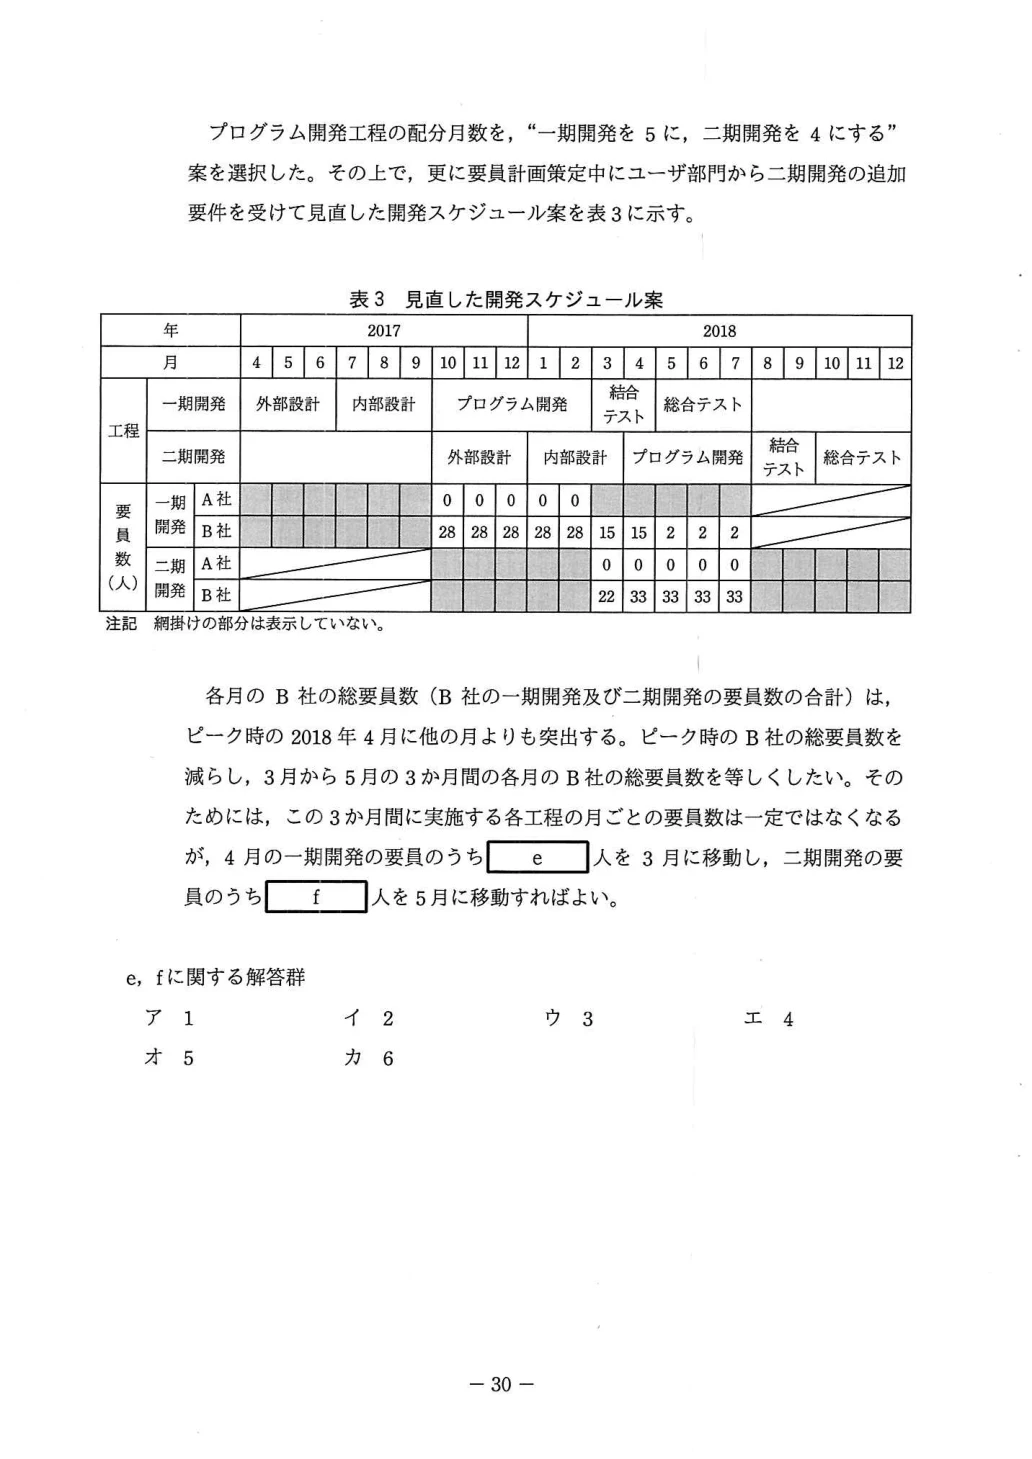 プログラム開発工程の配分月数を，“一期開発を 5 に，二期開発を 4 にする”
案を選択した。その上で，更に要員計画策定中にユーザ部門から二期開発の追加
要件を受けて見直した開発スケジュール案を表3に示す。
表3 見直した開発スケジュール案
年 2017 2018
月 4 5 6 7 8 9 10 11 12 1 2 3 4 5 6 7 8 9 10 11 12
工程 一期開発 外部設計 内部設計 プログラム開発 結合テスト 総合テスト
二期開発 外部設計 内部設計 プログラム開発 結合テスト 総合テスト
要員数（人） 一期開発 A社 0 0 0 0 0
B社 28 28 28 28 28 15 15 2 2 2
二期開発 A社 0 0 0 0 0
B社 22 33 33 33 33
注記 網掛けの部分は表示していない。
各月の B 社の総要員数（B 社の一期開発及び二期開発の要員数の合計）は，
ピーク時の 2018 年 4 月に他の月よりも突出する。ピーク時の B 社の総要員数を
減らし，3 月から 5 月の 3 か月間の各月の B 社の総要員数を等しくしたい。その
ためには，この 3 か月間に実施する各工程の月ごとの要員数は一定ではなくなる
が，4 月の一期開発の要員のうち e 人を 3 月に移動し，二期開発の要
員のうち f 人を 5 月に移動すればよい。
e，fに関する解答群
ア 1 イ 2 ウ 3 エ 4
オ 5 カ 6
－ 30 －